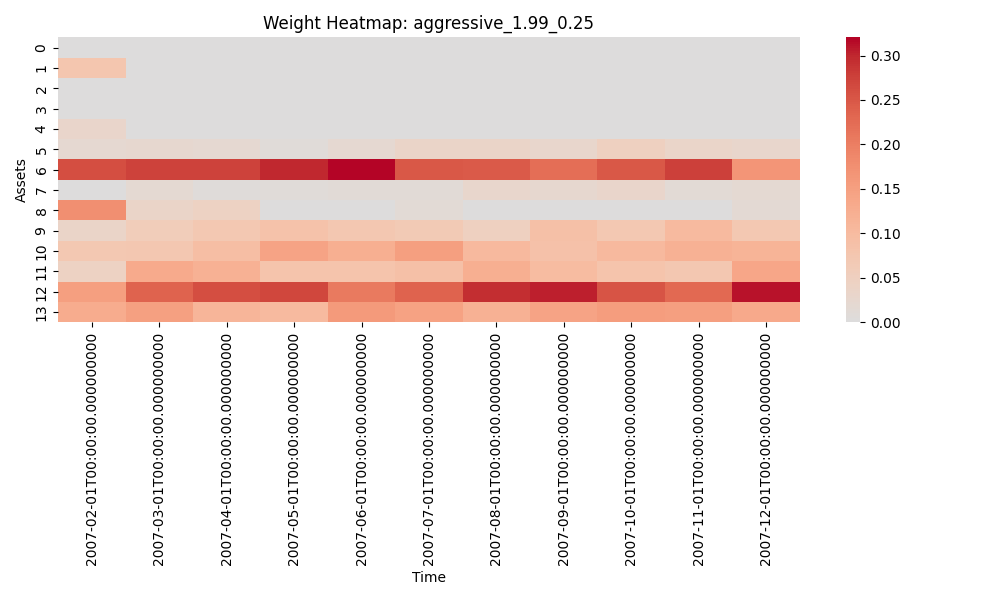 Weight Heatmap: aggressive_1.99_0.25
Assets
0
1
2
3
4
5
6
7
8
9
10
11
12
13
2007-02-01T00:00:00.000000000
2007-03-01T00:00:00.000000000
2007-04-01T00:00:00.000000000
2007-05-01T00:00:00.000000000
2007-06-01T00:00:00.000000000
2007-07-01T00:00:00.000000000
2007-08-01T00:00:00.000000000
2007-09-01T00:00:00.000000000
2007-10-01T00:00:00.000000000
2007-11-01T00:00:00.000000000
2007-12-01T00:00:00.000000000
Time
0.30
0.25
0.20
0.15
0.10
0.05
0.00